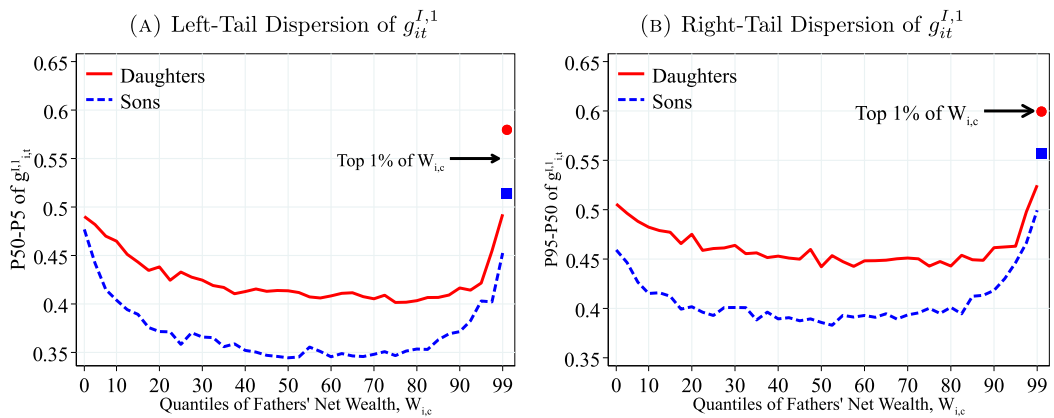 (A) Left-Tail Dispersion of g_{it}^{I,1}
P50-P5 of g^{I,1}_{i,t}
0.65
0.6
0.55
0.5
0.45
0.4
0.35
Daughters
Sons
Top 1% of W_{i,c}
0 10 20 30 40 50 60 70 80 90 99
Quantiles of Fathers' Net Wealth, W_{i,c}
(B) Right-Tail Dispersion of g_{it}^{I,1}
P95-P50 of g^{I,1}_{i,t}
0.65
0.6
0.55
0.5
0.45
0.4
0.35
Daughters
Sons
Top 1% of W_{i,c}
0 10 20 30 40 50 60 70 80 90 99
Quantiles of Fathers' Net Wealth, W_{i,c}